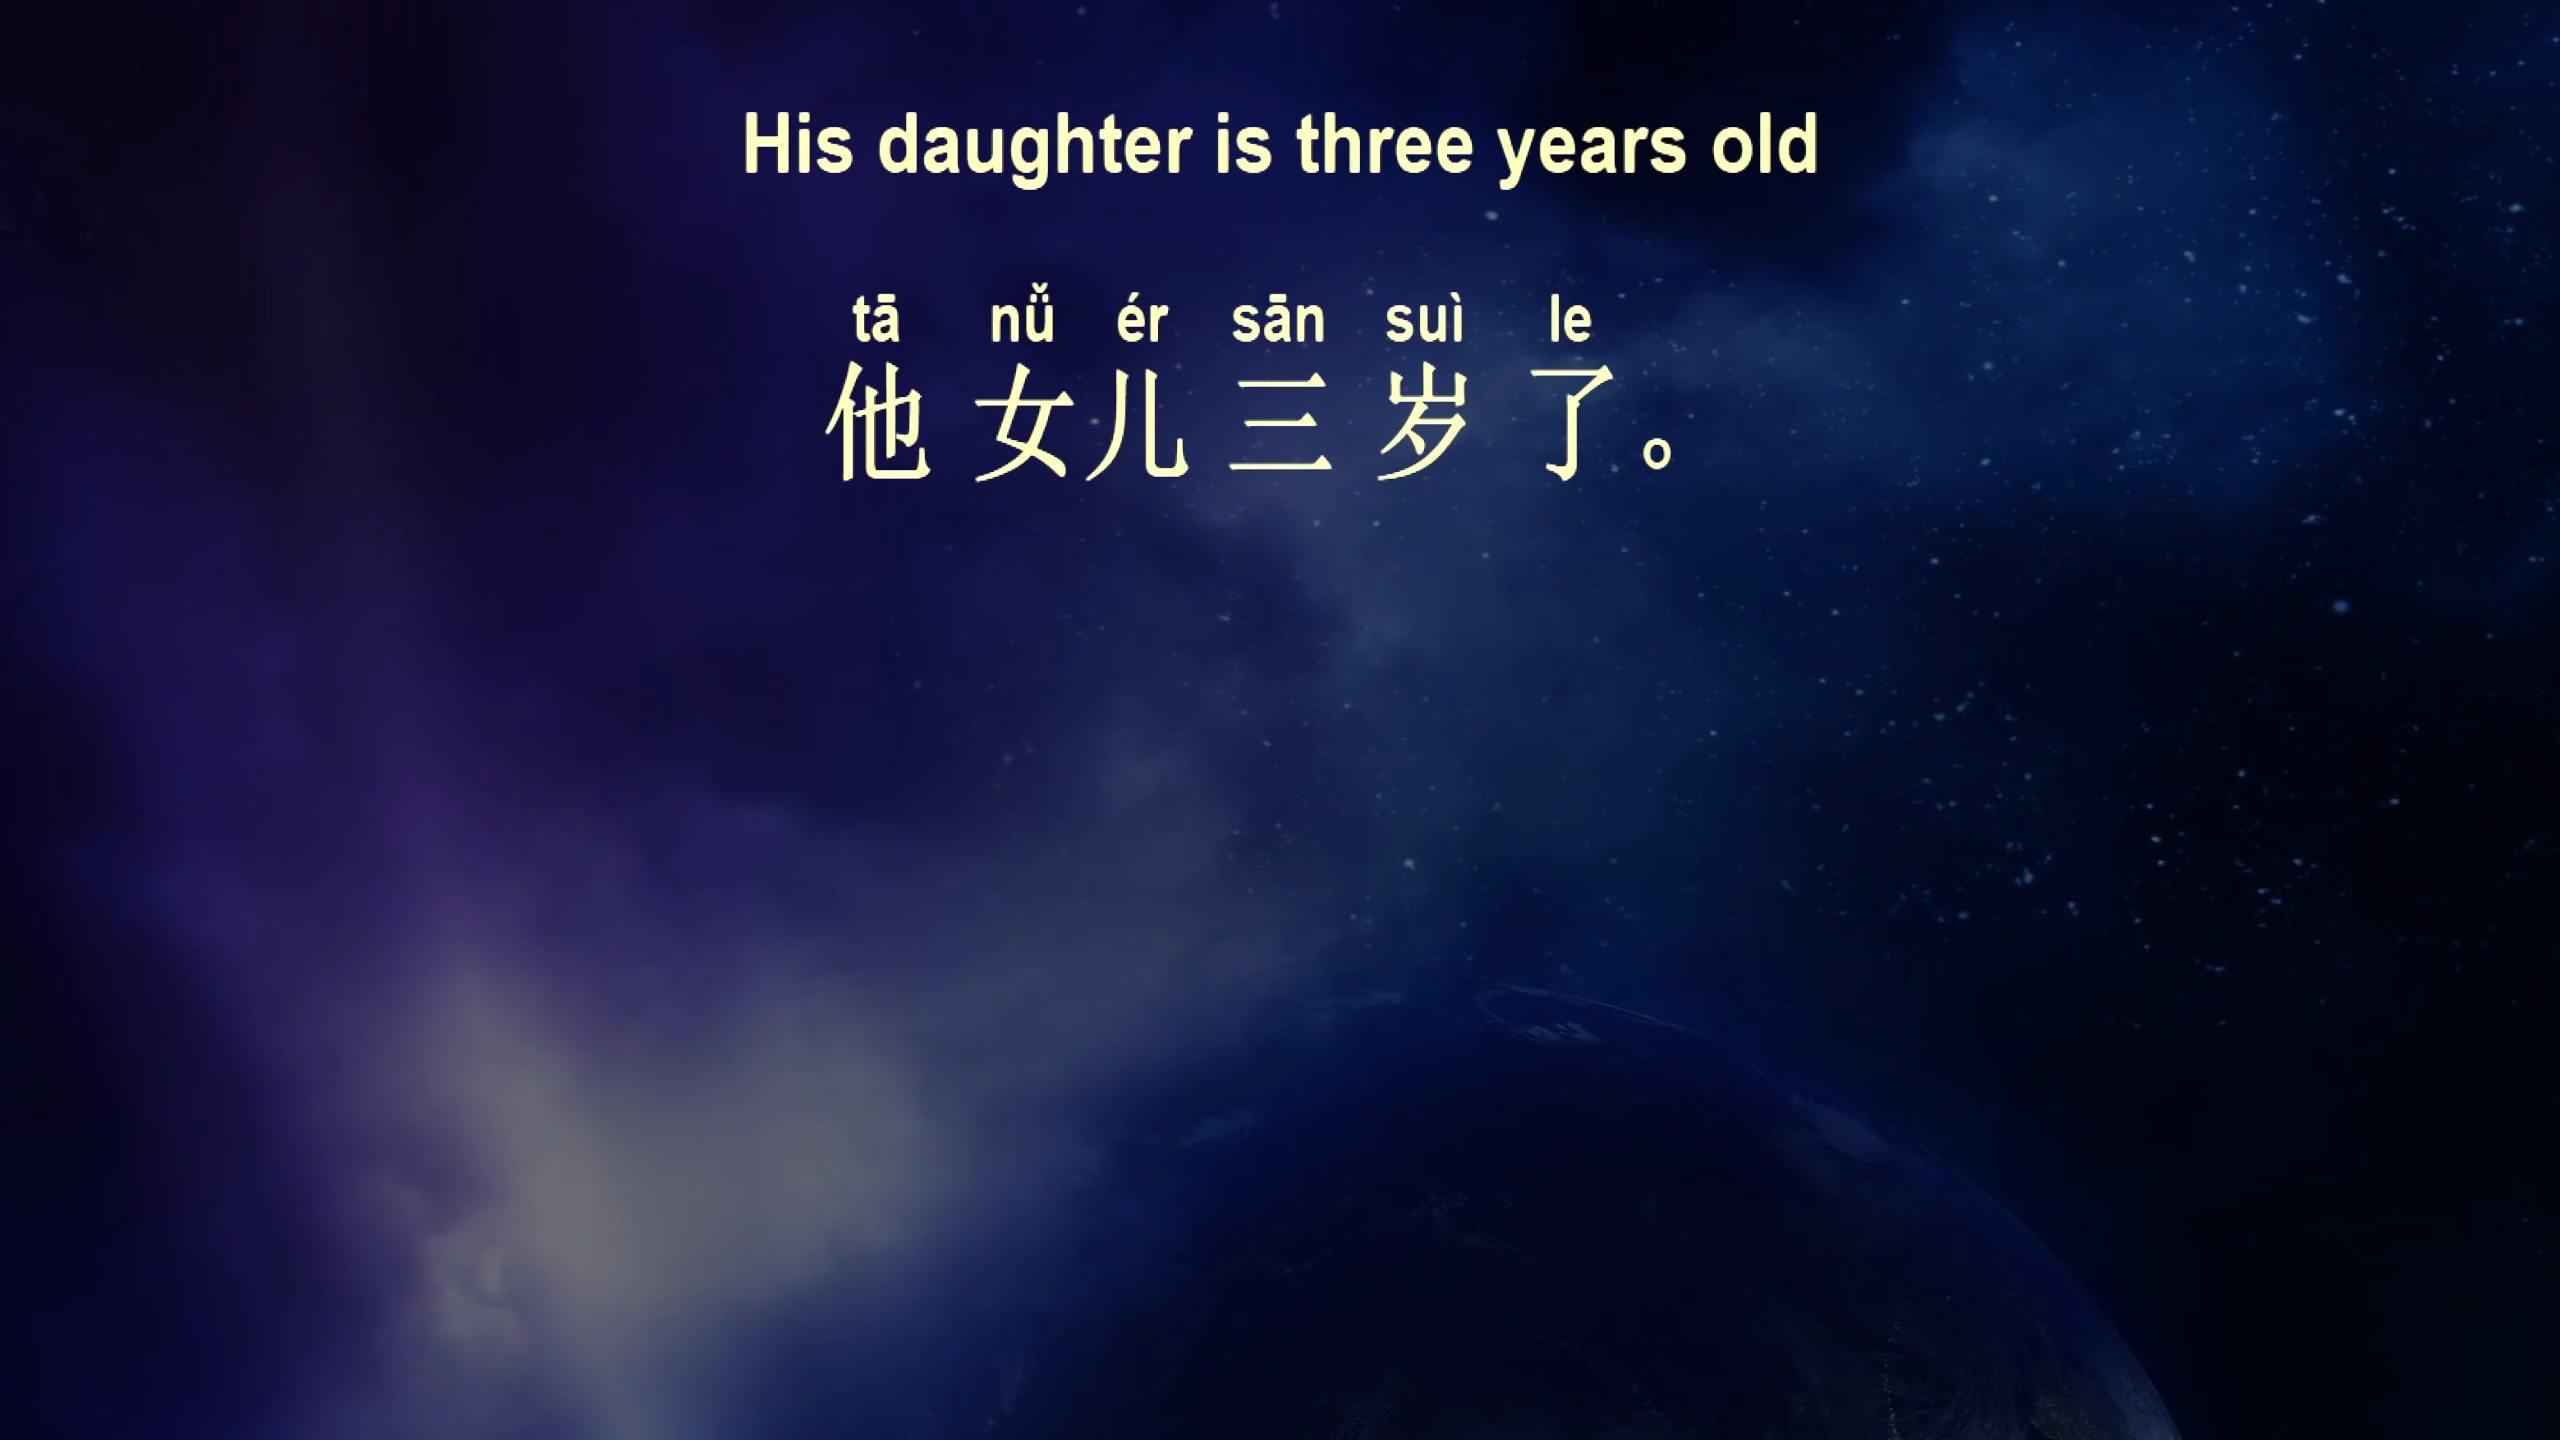 His daughter is three years old
tā nǚ ér sān suì le
他 女儿 三 岁 了。